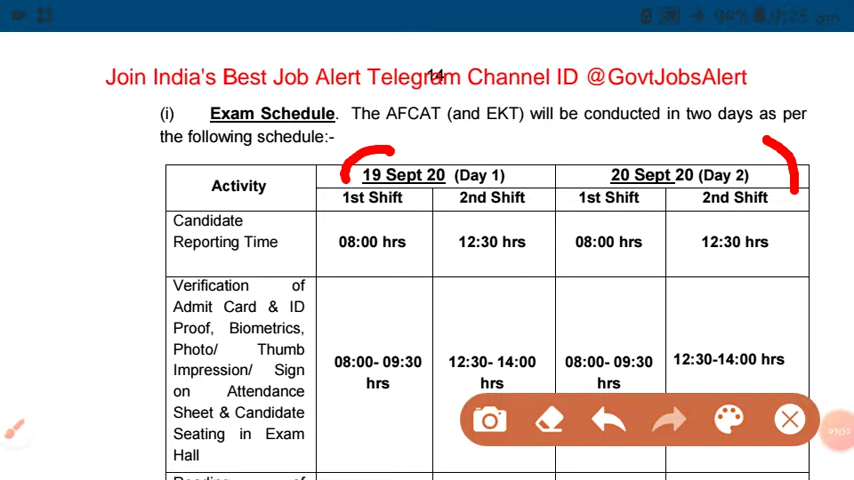 94% 9:25 am
Join India's Best Job Alert Telegram Channel ID @GovtJobsAlert
14
(i) Exam Schedule. The AFCAT (and EKT) will be conducted in two days as per
the following schedule:-
Activity
19 Sept 20 (Day 1)
20 Sept 20 (Day 2)
1st Shift
2nd Shift
1st Shift
2nd Shift
Candidate
Reporting Time
08:00 hrs
12:30 hrs
08:00 hrs
12:30 hrs
Verification of
Admit Card & ID
Proof, Biometrics,
Photo/ Thumb
Impression/ Sign
on Attendance
Sheet & Candidate
Seating in Exam
Hall
08:00- 09:30
hrs
12:30- 14:00
hrs
08:00- 09:30
hrs
12:30-14:00 hrs